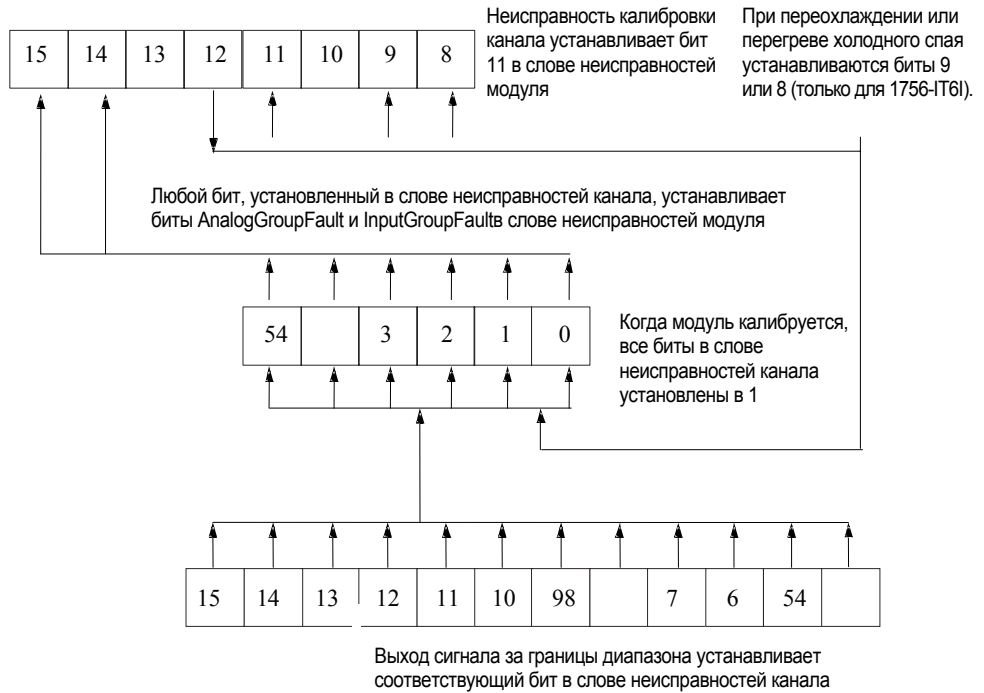 Неисправность калибровки
канала устанавливает бит
11 в слове неисправностей
модуля
При переохлаждении или
перегреве холодного спая
устанавливаются биты 9
или 8 (только для 1756-IT6I).
15 14 13 12 11 10 9 8
Любой бит, установленный в слове неисправностей канала, устанавливает
биты AnalogGroupFault и InputGroupFaultв слове неисправностей модуля
54 3 2 1 0
Когда модуль калибруется,
все биты в слове
неисправностей канала
установлены в 1
15 14 13 12 11 10 98 7 6 54
Выход сигнала за границы диапазона устанавливает
соответствующий бит в слове неисправностей канала